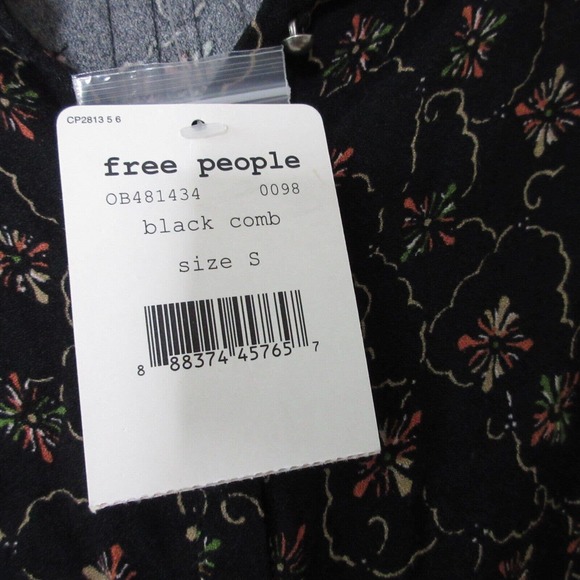 CP2813 5 6
free people
OB481434 0098
black comb
size S
8 88374 45765 7